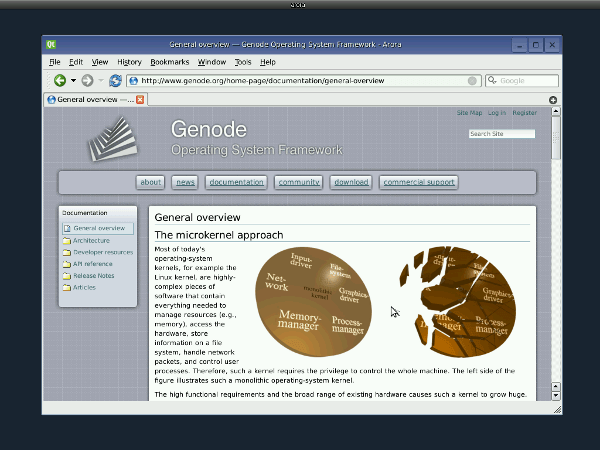 arora
General overview — Genode Operating System Framework - Arora
File Edit View History Bookmarks Window Tools Help
http://www.genode.org/home-page/documentation/general-overview
Google
General overview —...
Site Map Log in Register
Genode
Operating System Framework
Search Site
about news documentation community download commercial support
Documentation
General overview
Architecture
Developer resources
API reference
Release Notes
Articles
General overview
The microkernel approach
Most of today's
operating-system
kernels, for example the
Linux kernel, are highly-
complex pieces of
software that contain
everything needed to
manage resources (e.g.,
memory), access the
hardware, store
information on a file
system, handle network
packets, and control user
processes. Therefore, such a kernel requires the privilege to control the whole machine. The left side of the
figure illustrates such a monolithic operating-system kernel.
The high functional requirements and the broad range of existing hardware causes such a kernel to grow huge.
Input-
driver
File-
system
Net-
work
monolithic
kernel
Graphics-
driver
Memory-
manager
Process-
manager